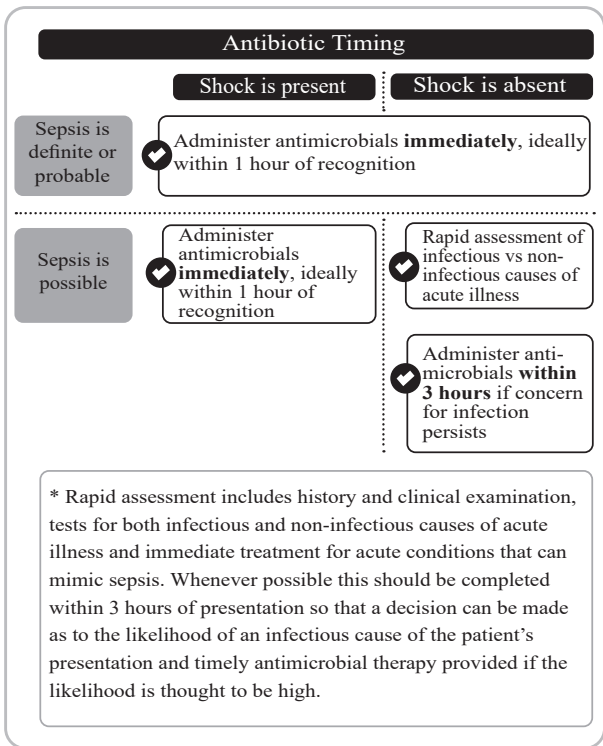 Antibiotic Timing
Shock is present
Shock is absent
Sepsis is
definite or
probable
Administer antimicrobials immediately, ideally
within 1 hour of recognition
Sepsis is
possible
Administer
antimicrobials
immediately, ideally
within 1 hour of
recognition
Rapid assessment of
infectious vs non-
infectious causes of
acute illness
Administer anti-
microbials within
3 hours if concern
for infection
persists
* Rapid assessment includes history and clinical examination,
tests for both infectious and non-infectious causes of acute
illness and immediate treatment for acute conditions that can
mimic sepsis. Whenever possible this should be completed
within 3 hours of presentation so that a decision can be made
as to the likelihood of an infectious cause of the patient’s
presentation and timely antimicrobial therapy provided if the
likelihood is thought to be high.